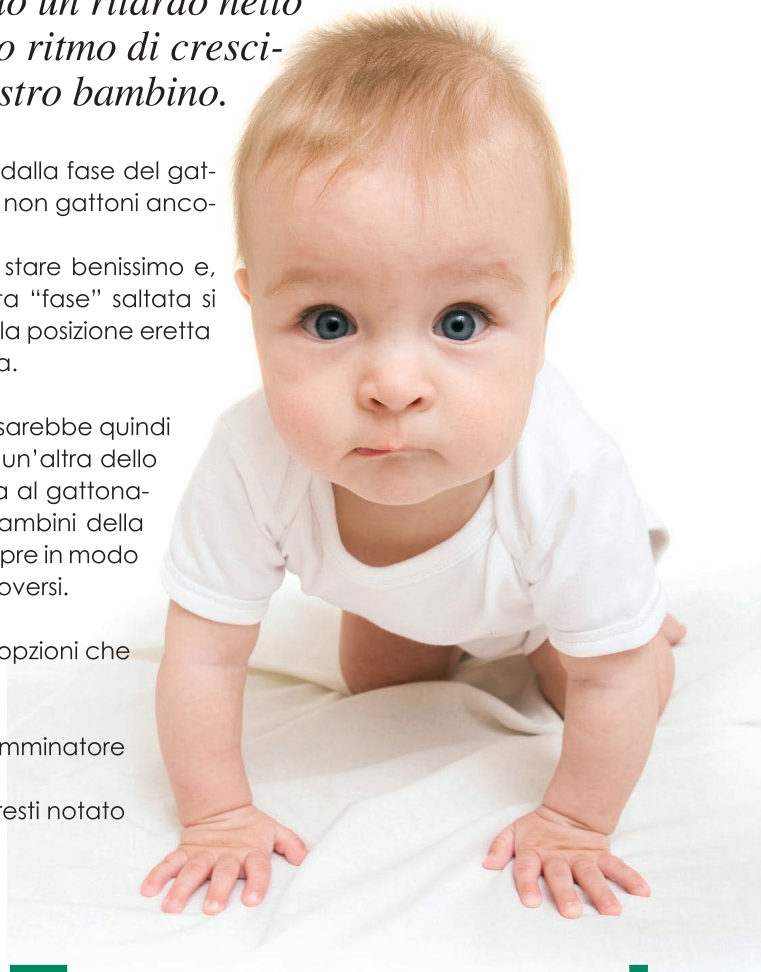 un ritardo nello
o ritmo di cresci-
stro bambino.
dalla fase del gat-
non gattoni anco-
stare benissimo e,
ra “fase” saltata si
la posizione eretta
a.
sarebbe quindi
un’altra dello
a al gattona-
ambini della
pre in modo
oversi.
opzioni che
mminatore
resti notato